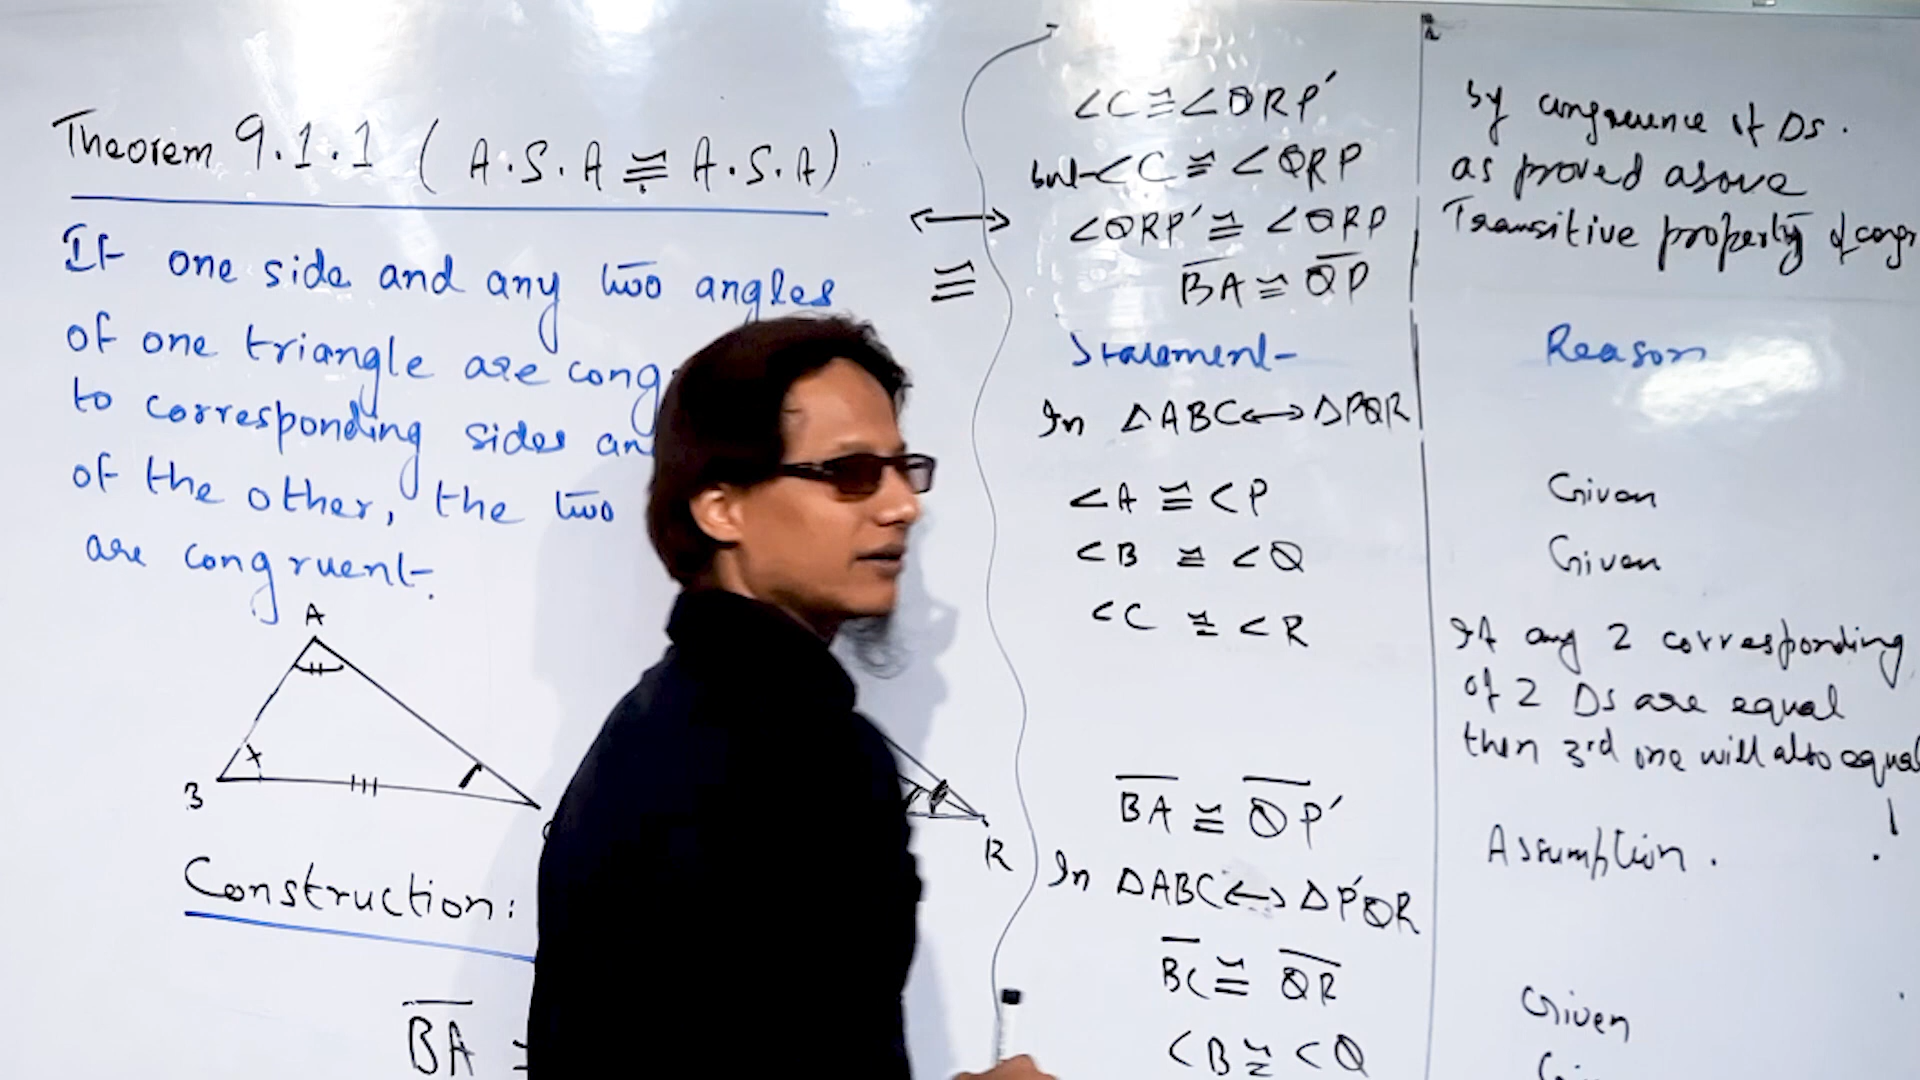 Theorem 9.1.1 ( A.S.A ≅ A.S.A)
If one side and any two angles
of one triangle are cong
to corresponding sides an
of the other, the two
are congruent.
A
B
R
Construction:
BA ≅
↔
≅
∠C ≅ ∠QRP′
but ∠C ≅ ∠QRP
∠QRP′ ≅ ∠QRP
BA ≅ QP
Statement
In ΔABC ↔ ΔPQR
∠A ≅ ∠P
∠B ≅ ∠Q
∠C ≅ ∠R
BA ≅ QP′
In ΔABC ↔ ΔP′QR
BC ≅ QR
∠B ≅ ∠Q
by congruence of Δs.
as proved above
Transitive property of congr
Reason
Given
Given
If any 2 corresponding
of 2 Δs are equal
then 3rd one will also equal
Assumption.
Given